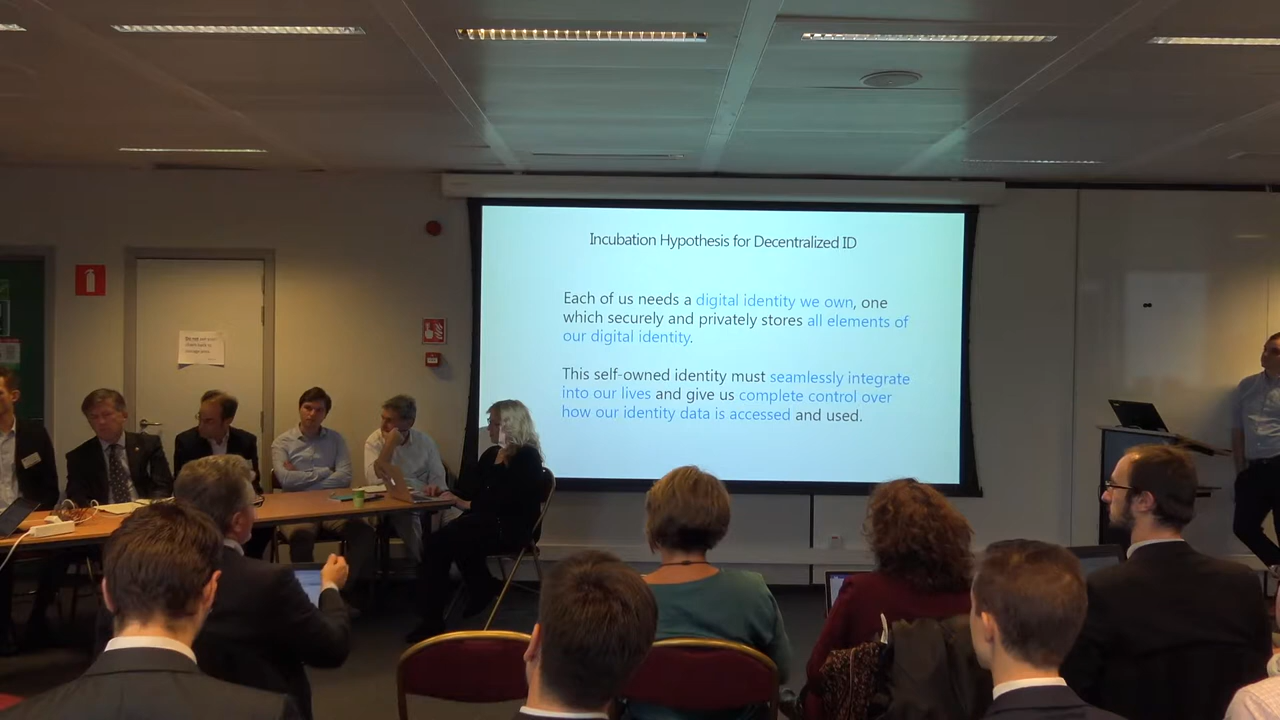 Incubation Hypothesis for Decentralized ID
Each of us needs a digital identity we own, one
which securely and privately stores all elements of
our digital identity.
This self-owned identity must seamlessly integrate
into our lives and give us complete control over
how our identity data is accessed and used.